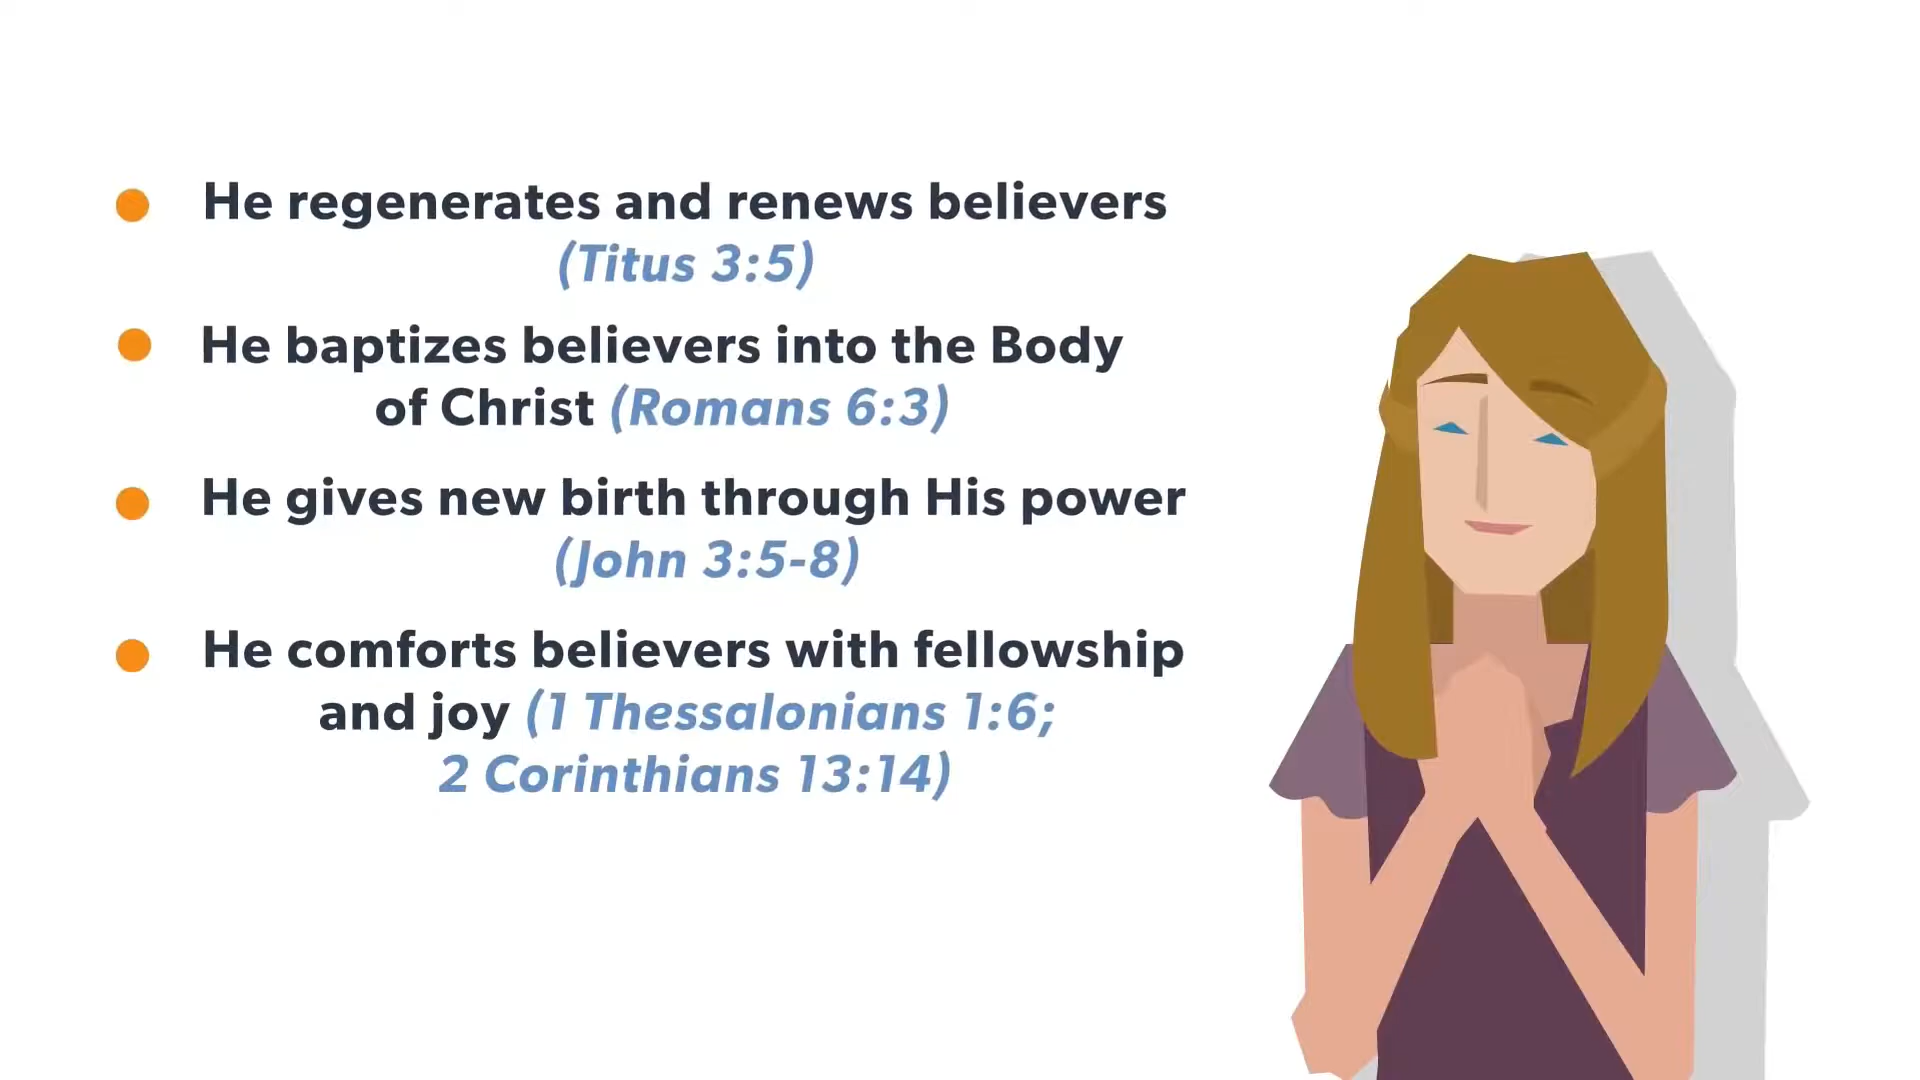 He regenerates and renews believers
(Titus 3:5)
He baptizes believers into the Body
of Christ (Romans 6:3)
He gives new birth through His power
(John 3:5-8)
He comforts believers with fellowship
and joy (1 Thessalonians 1:6;
2 Corinthians 13:14)